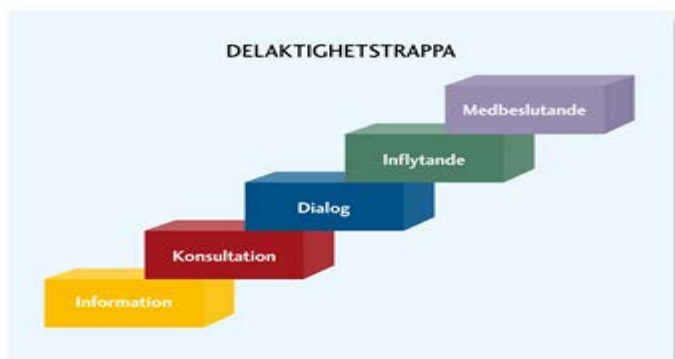 DELAKTIGHETSTRAPPA
Medbeslutande
Inflytande
Dialog
Konsultation
Information